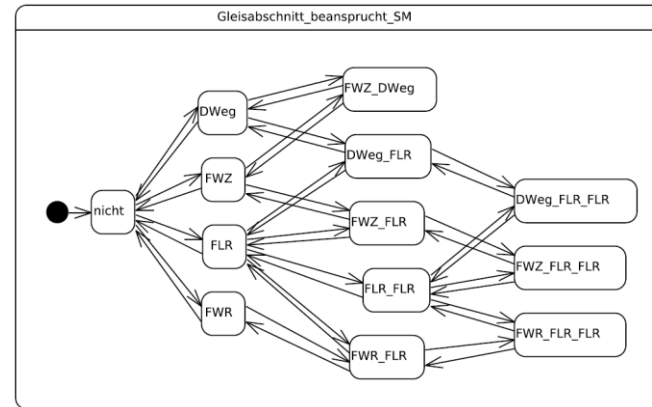 Gleisabschnitt_beansprucht_SM
nicht
DWeg
FWZ
FLR
FWR
FWZ_DWeg
DWeg_FLR
FWZ_FLR
FLR_FLR
FWR_FLR
DWeg_FLR_FLR
FWZ_FLR_FLR
FWR_FLR_FLR